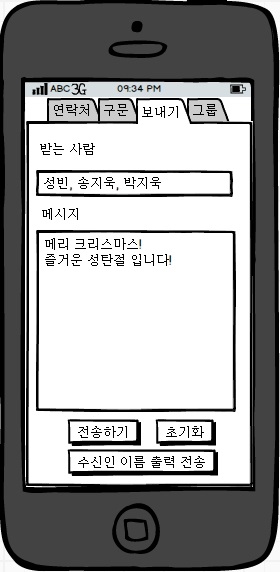 ABC 3G 09:34 PM
연락처 구문 보내기 그룹
받는 사람
성빈, 송지욱, 박지욱
메시지
메리 크리스마스!
즐거운 성탄절 입니다!
전송하기 초기화
수신인 이름 출력 전송